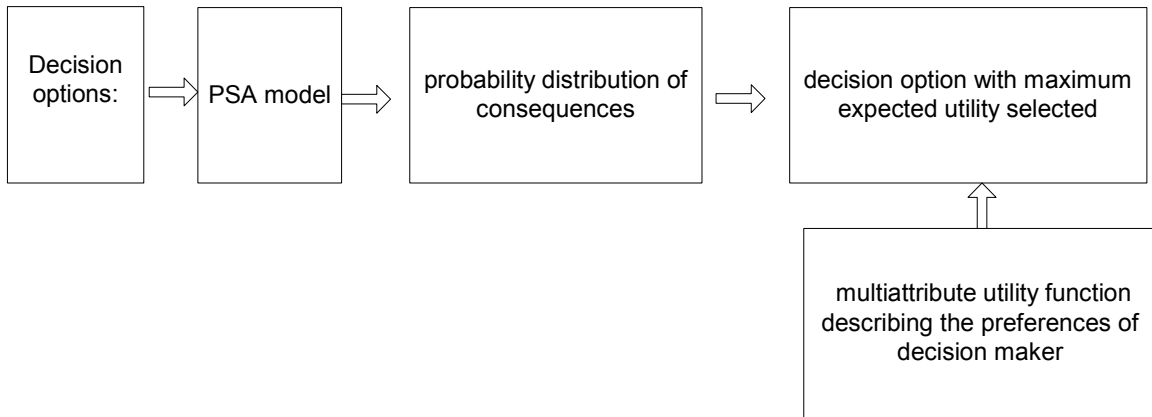 Decision
options:
PSA model
probability distribution of
consequences
decision option with maximum
expected utility selected
multiattribute utility function
describing the preferences of
decision maker